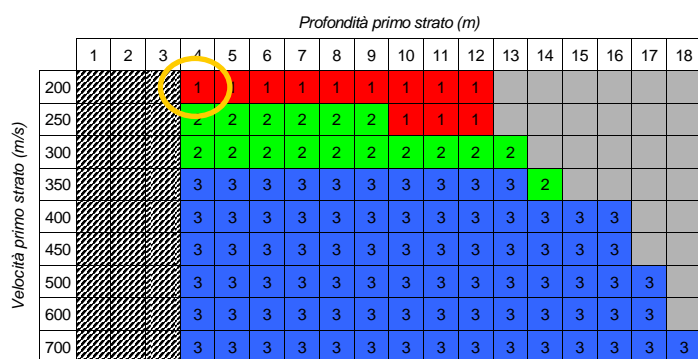 Profondità primo strato (m)
1 2 3 4 5 6 7 8 9 10 11 12 13 14 15 16 17 18
Velocità primo strato (m/s)
200 1 1 1 1 1 1 1 1
250 2 2 2 2 2 2 1 1 1
300 2 2 2 2 2 2 2 2 2 2
350 3 3 3 3 3 3 3 3 3 3 2
400 3 3 3 3 3 3 3 3 3 3 3 3 3
450 3 3 3 3 3 3 3 3 3 3 3 3 3
500 3 3 3 3 3 3 3 3 3 3 3 3 3 3
600 3 3 3 3 3 3 3 3 3 3 3 3 3 3
700 3 3 3 3 3 3 3 3 3 3 3 3 3 3 3